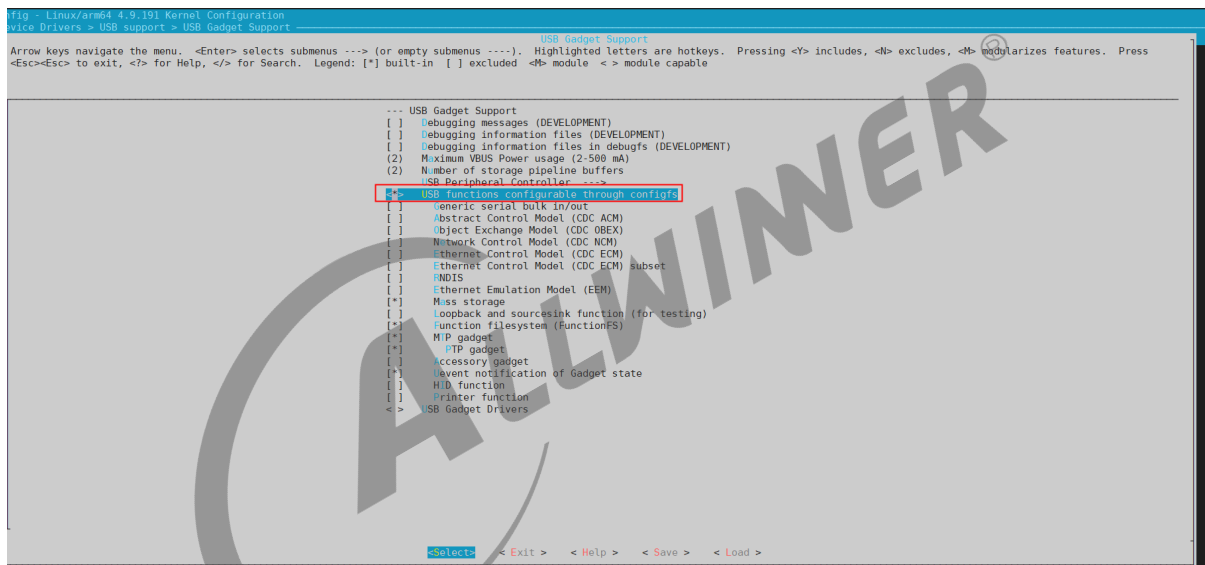 nfig - Linux/arm64 4.9.191 Kernel Configuration
evice Drivers > USB support > USB Gadget Support
USB Gadget Support
Arrow keys navigate the menu. <Enter> selects submenus ---> (or empty submenus ----). Highlighted letters are hotkeys. Pressing <Y> includes, <N> excludes, <M> modularizes features. Press
<Esc><Esc> to exit, <?> for Help, </> for Search. Legend: [*] built-in [ ] excluded <M> module < > module capable
--- USB Gadget Support
[ ] Debugging messages (DEVELOPMENT)
[ ] Debugging information files (DEVELOPMENT)
[ ] Debugging information files in debugfs (DEVELOPMENT)
(2) Maximum VBUS Power usage (2-500 mA)
(2) Number of storage pipeline buffers
USB Peripheral Controller --->
<*> USB functions configurable through configfs
[ ] Generic serial bulk in/out
[ ] Abstract Control Model (CDC ACM)
[ ] Object Exchange Model (CDC OBEX)
[ ] Network Control Model (CDC NCM)
[ ] Ethernet Control Model (CDC ECM)
[ ] Ethernet Control Model (CDC ECM) subset
[ ] RNDIS
[ ] Ethernet Emulation Model (EEM)
[*] Mass storage
[ ] Loopback and sourcesink function (for testing)
[*] Function filesystem (FunctionFS)
[*] MTP gadget
[*] PTP gadget
[ ] Accessory gadget
[*] Uevent notification of Gadget state
[ ] HID function
[ ] Printer function
< > USB Gadget Drivers
ALLWINNER®
<Select> < Exit > < Help > < Save > < Load >